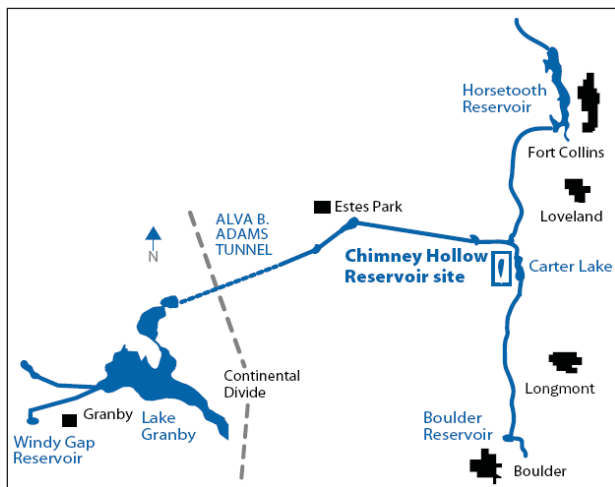 Horsetooth
Reservoir
Fort Collins
Estes Park
Loveland
ALVA B.
ADAMS
TUNNEL
N
Chimney Hollow
Reservoir site
Carter Lake
Continental
Divide
Longmont
Granby
Lake
Granby
Windy Gap
Reservoir
Boulder
Reservoir
Boulder